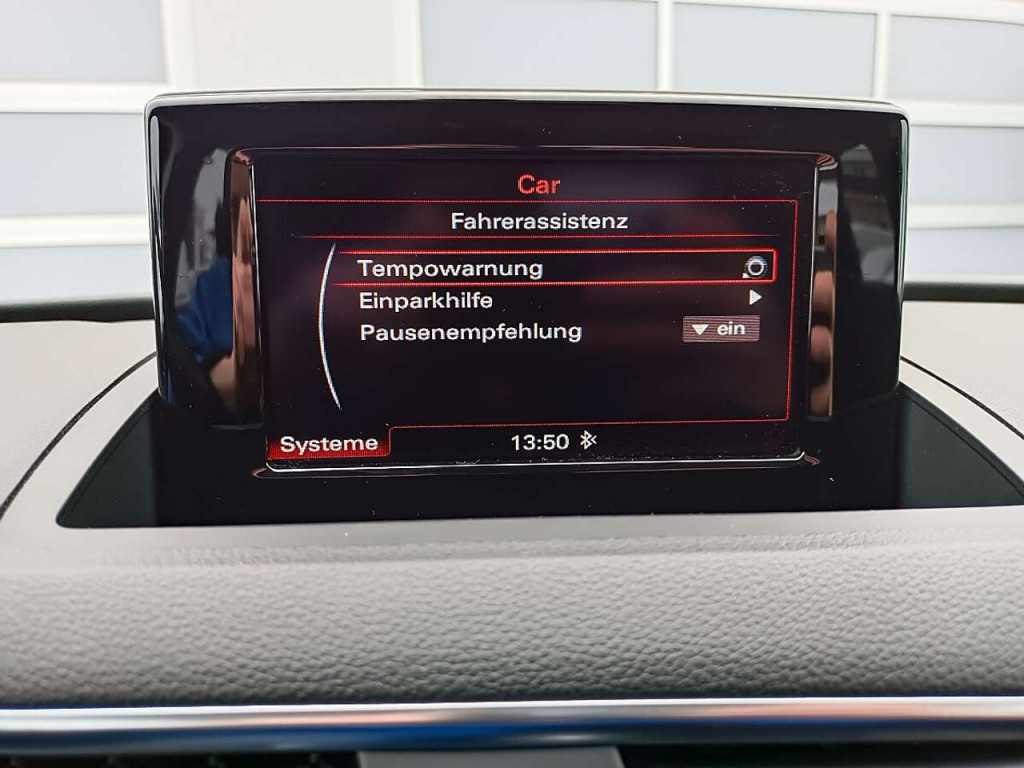 Car
Fahrerassistenz
Tempowarnung
Einparkhilfe
Pausenempfehlung ein
Systeme 13:50